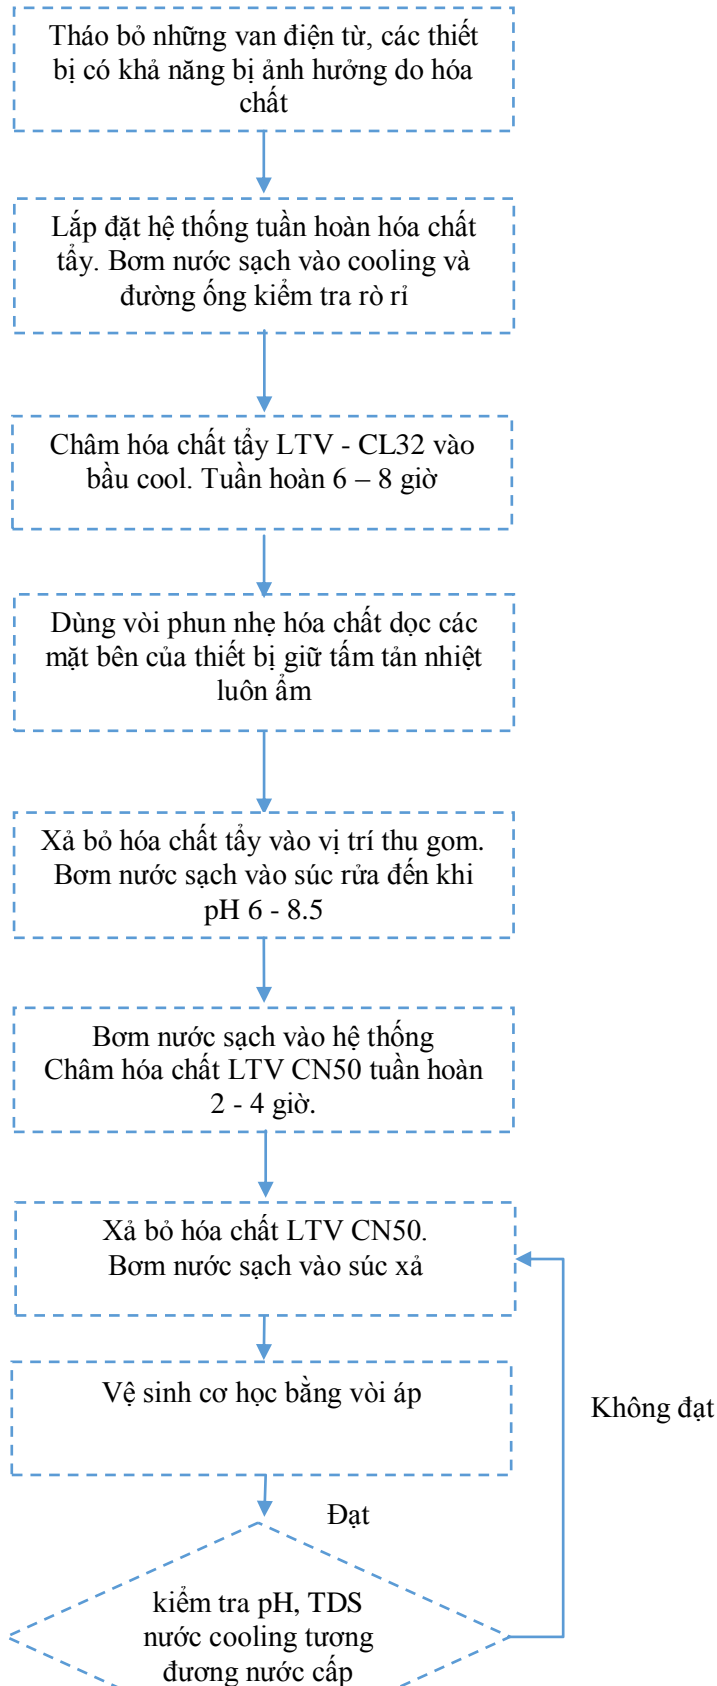 Tháo bỏ những van điện từ, các thiết
bị có khả năng bị ảnh hưởng do hóa
chất
Lắp đặt hệ thống tuần hoàn hóa chất
tẩy. Bơm nước sạch vào cooling và
đường ống kiểm tra rò rỉ
Châm hóa chất tẩy LTV - CL32 vào
bầu cool. Tuần hoàn 6 – 8 giờ
Dùng vòi phun nhẹ hóa chất dọc các
mặt bên của thiết bị giữ tấm tản nhiệt
luôn ẩm
Xả bỏ hóa chất tẩy vào vị trí thu gom.
Bơm nước sạch vào súc rửa đến khi
pH 6 - 8.5
Bơm nước sạch vào hệ thống
Châm hóa chất LTV CN50 tuần hoàn
2 - 4 giờ.
Xả bỏ hóa chất LTV CN50.
Bơm nước sạch vào súc xả
Vệ sinh cơ học bằng vòi áp
Không đạt
Đạt
kiểm tra pH, TDS
nước cooling tương
đương nước cấp